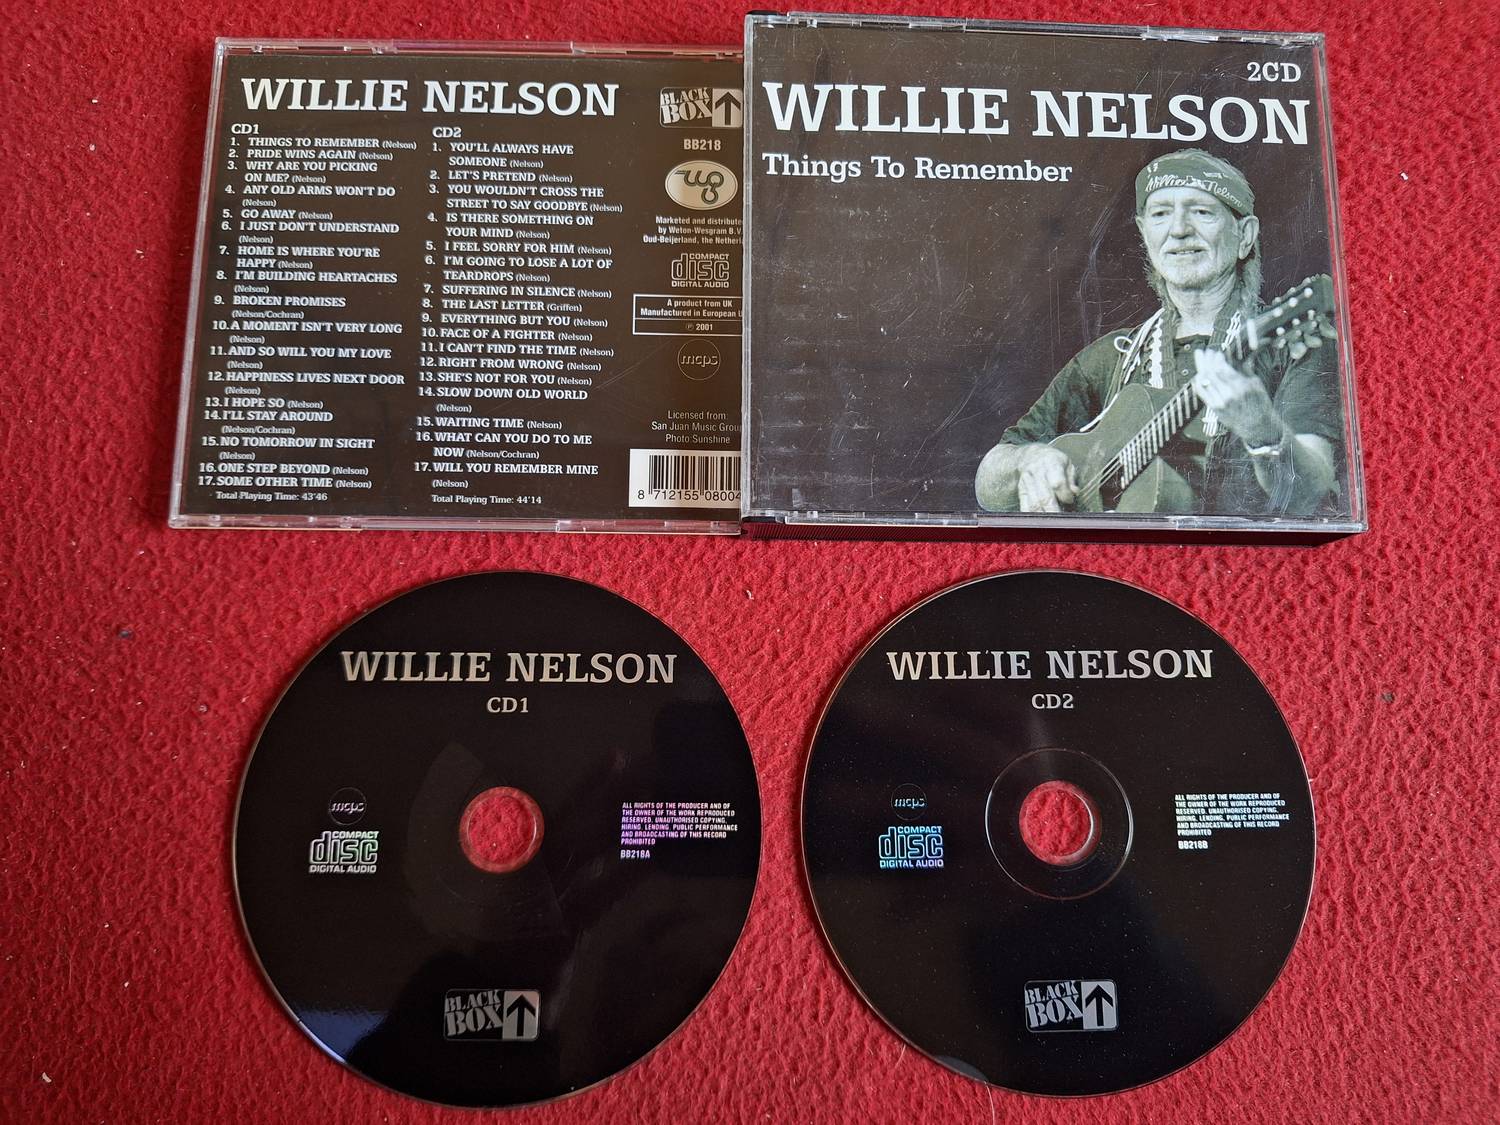 WILLIE NELSON
CD1
1. THINGS TO REMEMBER (Nelson)
2. PRIDE WINS AGAIN (Nelson)
3. WHY ARE YOU PICKING
ON ME? (Nelson)
4. ANY OLD ARMS WON'T DO
(Nelson)
5. GO AWAY (Nelson)
6. I JUST DON'T UNDERSTAND
(Nelson)
7. HOME IS WHERE YOU'RE
HAPPY (Nelson)
8. I'M BUILDING HEARTACHES
(Nelson)
9. BROKEN PROMISES
(Nelson/Cochran)
10. A MOMENT ISN'T VERY LONG
(Nelson)
11. AND SO WILL YOU MY LOVE
(Nelson)
12. HAPPINESS LIVES NEXT DOOR
(Nelson)
13. I HOPE SO (Nelson)
14. I'LL STAY AROUND
(Nelson/Cochran)
15. NO TOMORROW IN SIGHT
(Nelson)
16. ONE STEP BEYOND (Nelson)
17. SOME OTHER TIME (Nelson)
Total Playing Time: 43'46
CD2
1. YOU'LL ALWAYS HAVE
SOMEONE (Nelson)
2. LET'S PRETEND (Nelson)
3. YOU WOULDN'T CROSS THE
STREET TO SAY GOODBYE (Nelson)
4. IS THERE SOMETHING ON
YOUR MIND (Nelson)
5. I FEEL SORRY FOR HIM (Nelson)
6. I'M GOING TO LOSE A LOT OF
TEARDROPS (Nelson)
7. SUFFERING IN SILENCE (Nelson)
8. THE LAST LETTER (Griffen)
9. EVERYTHING BUT YOU (Nelson)
10. FACE OF A FIGHTER (Nelson)
11. I CAN'T FIND THE TIME (Nelson)
12. RIGHT FROM WRONG (Nelson)
13. SHE'S NOT FOR YOU (Nelson)
14. SLOW DOWN OLD WORLD
(Nelson)
15. WAITING TIME (Nelson)
16. WHAT CAN YOU DO TO ME
NOW (Nelson/Cochran)
17. WILL YOU REMEMBER MINE
(Nelson)
Total Playing Time: 44'14
BLACK
BOX
BB218
wg
Marketed and distribute
by Weton-Wesgram B.V.
Oud-Beijerland, the Netherl
COMPACT
disc
DIGITAL AUDIO
A product from UK
Manufactured in European U
℗ 2001
mcps
Licensed from:
San Juan Music Grou
Photo Sunshine
8 712155 08004
2CD
WILLIE NELSON
Things To Remember
Willie Nelson
WILLIE NELSON
CD1
mcps
COMPACT
disc
DIGITAL AUDIO
ALL RIGHTS OF THE PRODUCER AND OF
THE OWNER OF THE WORK REPRODUCED
RESERVED. UNAUTHORISED COPYING,
HIRING, LENDING, PUBLIC PERFORMANCE
AND BROADCASTING OF THIS RECORD
PROHIBITED
BB218A
BLACK
BOX
WILLIE NELSON
CD2
mcps
COMPACT
disc
DIGITAL AUDIO
ALL RIGHTS OF THE PRODUCER AND OF
THE OWNER OF THE WORK REPRODUCED
RESERVED. UNAUTHORISED COPYING,
HIRING, LENDING, PUBLIC PERFORMANCE
AND BROADCASTING OF THIS RECORD
PROHIBITED
BB218B
BLACK
BOX